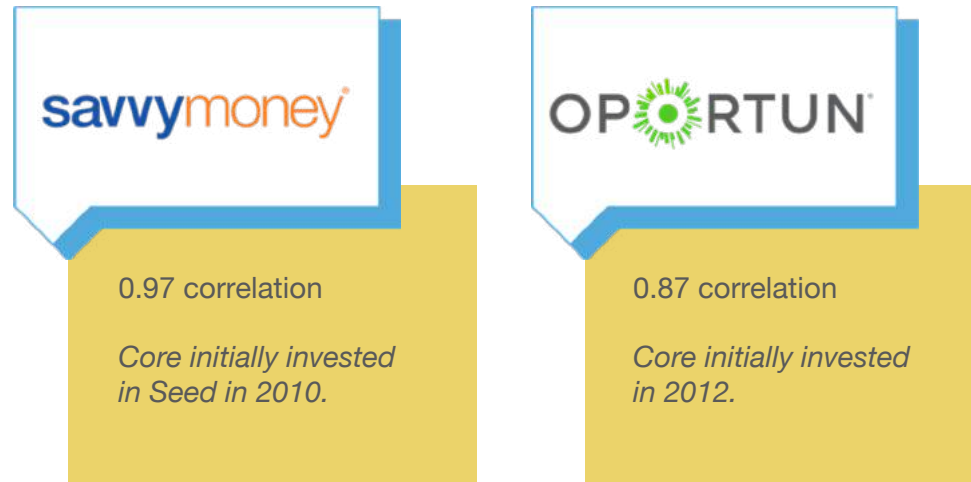 savvymoney®
OPORTUN®
0.97 correlation
Core initially invested
in Seed in 2010.
0.87 correlation
Core initially invested
in 2012.